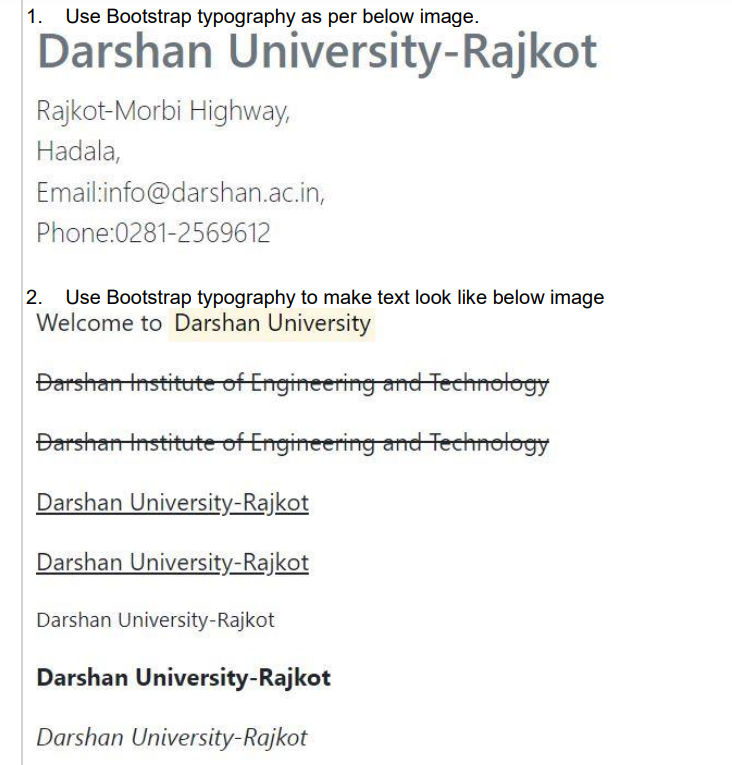 1. Use Bootstrap typography as per below image.
Darshan University-Rajkot
Rajkot-Morbi Highway,
Hadala,
Email:info@darshan.ac.in,
Phone:0281-2569612
2. Use Bootstrap typography to make text look like below image
Welcome to Darshan University
Darshan Institute of Engineering and Technology
Darshan Institute of Engineering and Technology
Darshan University-Rajkot
Darshan University-Rajkot
Darshan University-Rajkot
Darshan University-Rajkot
Darshan University-Rajkot